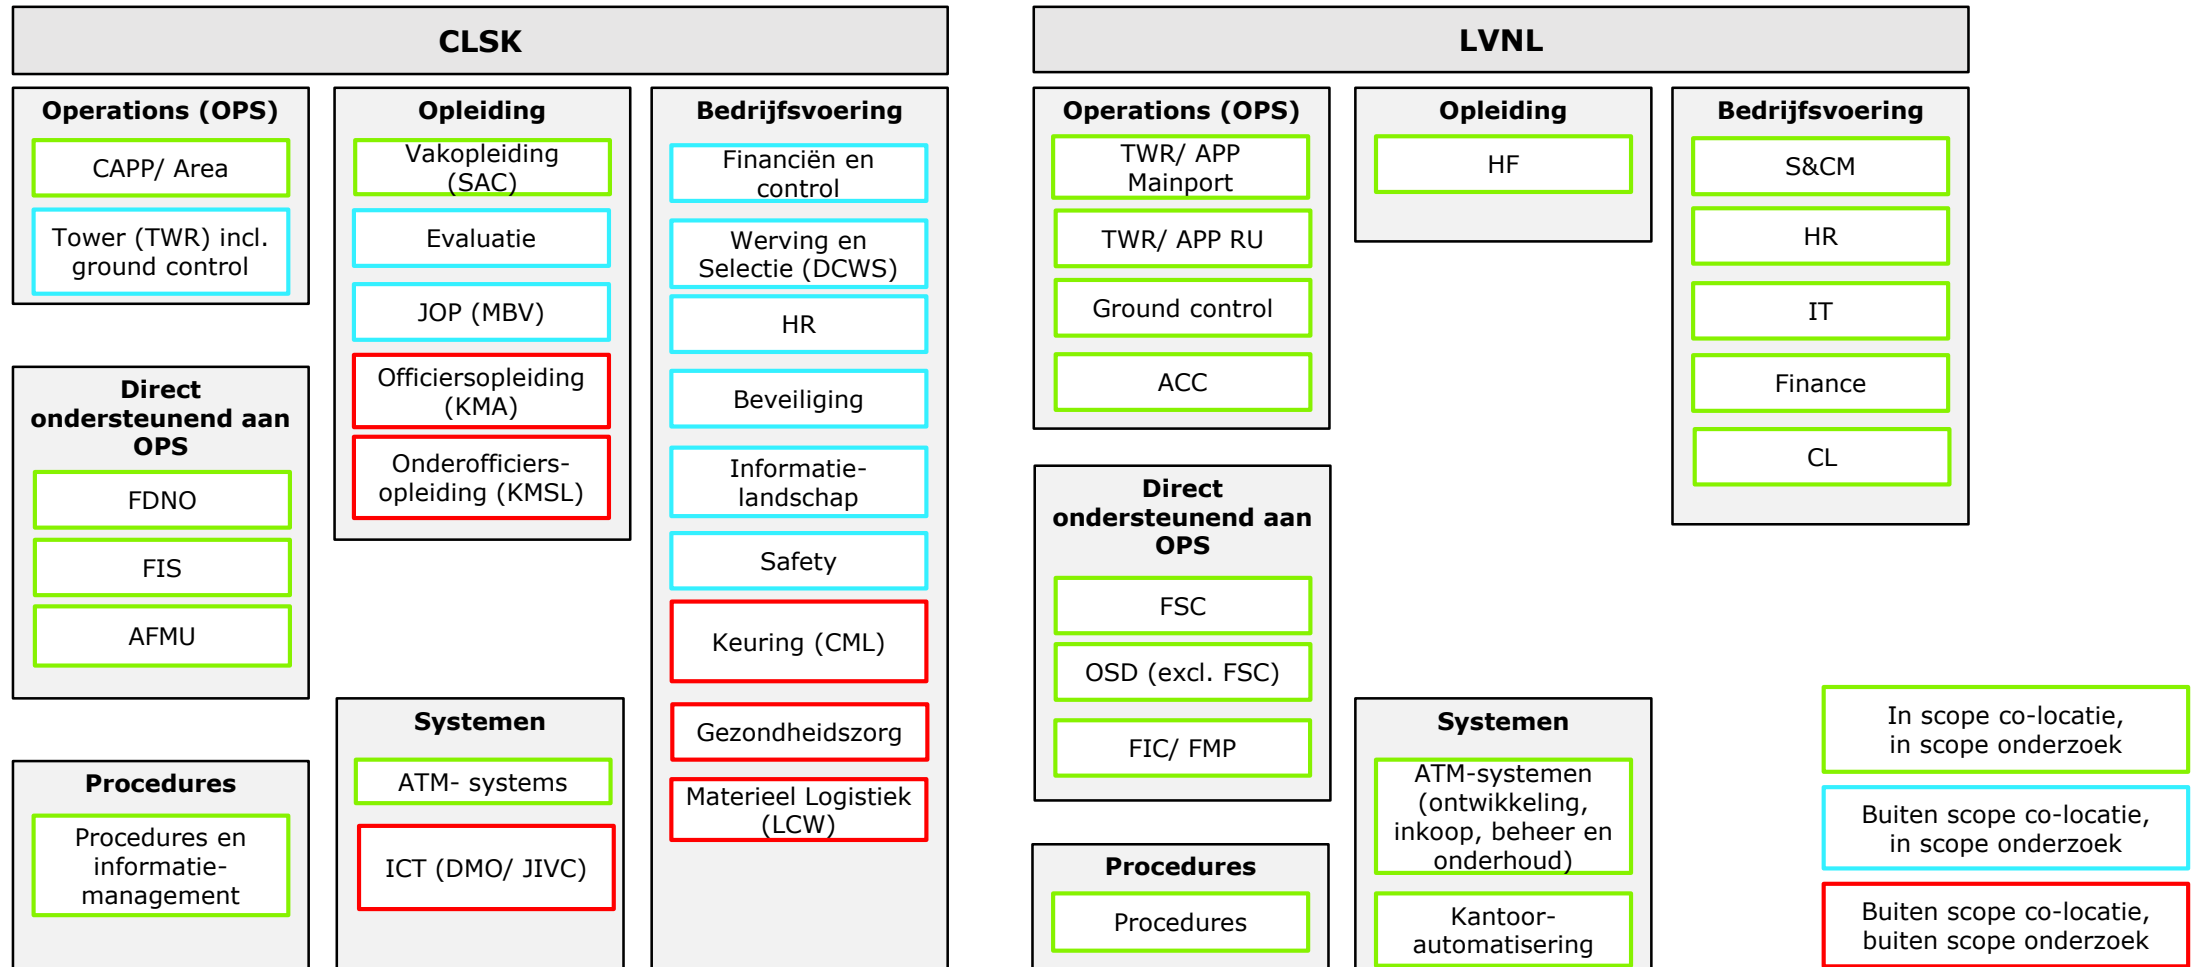 CLSK
Operations (OPS)
CAPP/ Area
Tower (TWR) incl.
ground control
Direct
ondersteunend aan
OPS
FDNO
FIS
AFMU
Procedures
Procedures en
informatie-
management
Opleiding
Vakopleiding
(SAC)
Evaluatie
JOP (MBV)
Officiersopleiding
(KMA)
Onderofficiers-
opleiding (KMSL)
Systemen
ATM- systems
ICT (DMO/ JIVC)
Bedrijfsvoering
Financiën en
control
Werving en
Selectie (DCWS)
HR
Beveiliging
Informatie-
landschap
Safety
Keuring (CML)
Gezondheidszorg
Materieel Logistiek
(LCW)
LVNL
Operations (OPS)
TWR/ APP
Mainport
TWR/ APP RU
Ground control
ACC
Direct
ondersteunend aan
OPS
FSC
OSD (excl. FSC)
FIC/ FMP
Procedures
Procedures
Opleiding
HF
Systemen
ATM-systemen
(ontwikkeling,
inkoop, beheer en
onderhoud)
Kantoor-
automatisering
Bedrijfsvoering
S&CM
HR
IT
Finance
CL
In scope co-locatie,
in scope onderzoek
Buiten scope co-locatie,
in scope onderzoek
Buiten scope co-locatie,
buiten scope onderzoek